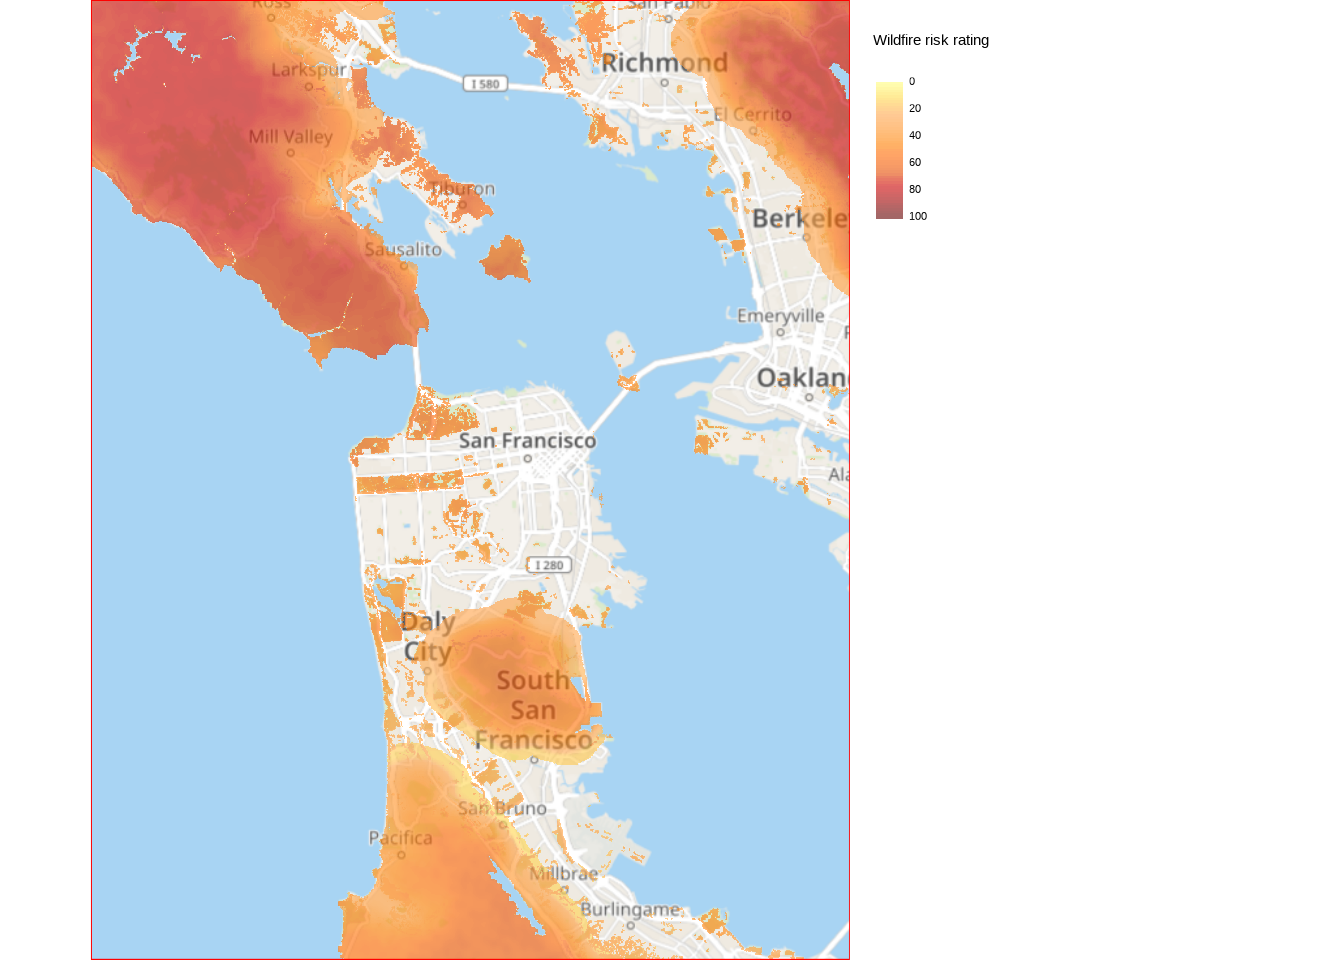 Ross
San Pablo
Wildfire risk rating
Richmond
Larkspur
I 580
0
20
El Cerrito
40
Mill Valley
60
Tiburon
80
100
Berkele
Sausalito
Emeryville
Oaklan
San Francisco
Ala
I 280
Daly
City
South
San
Francisco
San Bruno
Pacifica
Millbrae
Burlingame